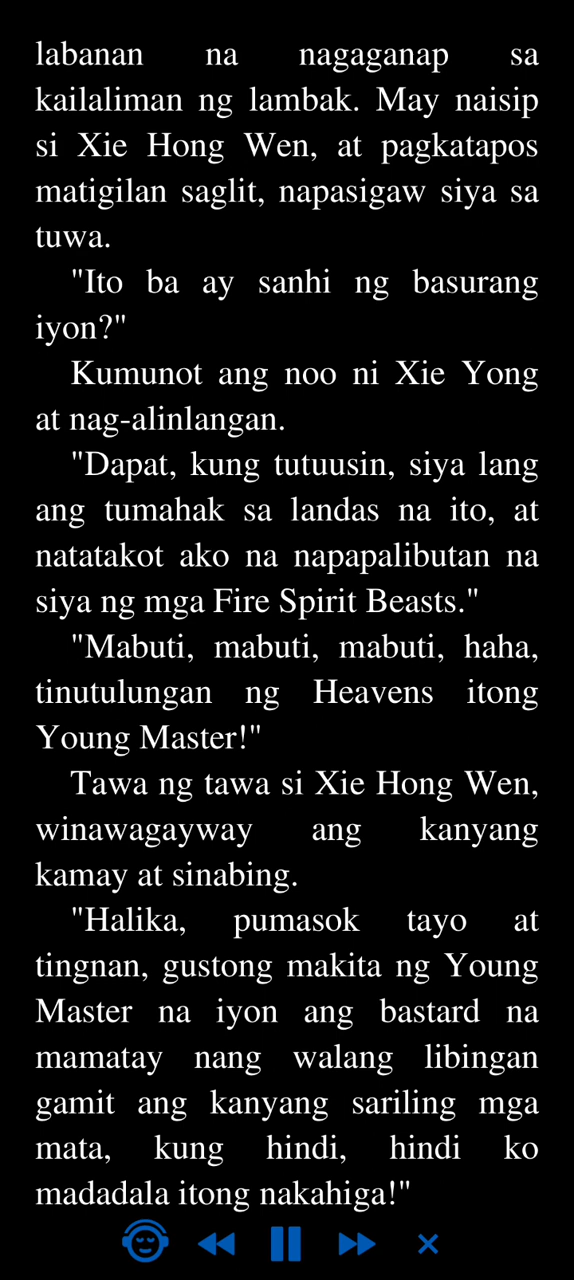 labanan na nagaganap sa
kailaliman ng lambak. May naisip
si Xie Hong Wen, at pagkatapos
matigilan saglit, napasigaw siya sa
tuwa.
"Ito ba ay sanhi ng basurang
iyon?"
Kumunot ang noo ni Xie Yong
at nag-alinlangan.
"Dapat, kung tutuusin, siya lang
ang tumahak sa landas na ito, at
natatakot ako na napapalibutan na
siya ng mga Fire Spirit Beasts."
"Mabuti, mabuti, mabuti, haha,
tinutulungan ng Heavens itong
Young Master!"
Tawa ng tawa si Xie Hong Wen,
winawagayway ang kanyang
kamay at sinabing.
"Halika, pumasok tayo at
tingnan, gustong makita ng Young
Master na iyon ang bastard na
mamatay nang walang libingan
gamit ang kanyang sariling mga
mata, kung hindi, hindi ko
madadala itong nakahiga!"